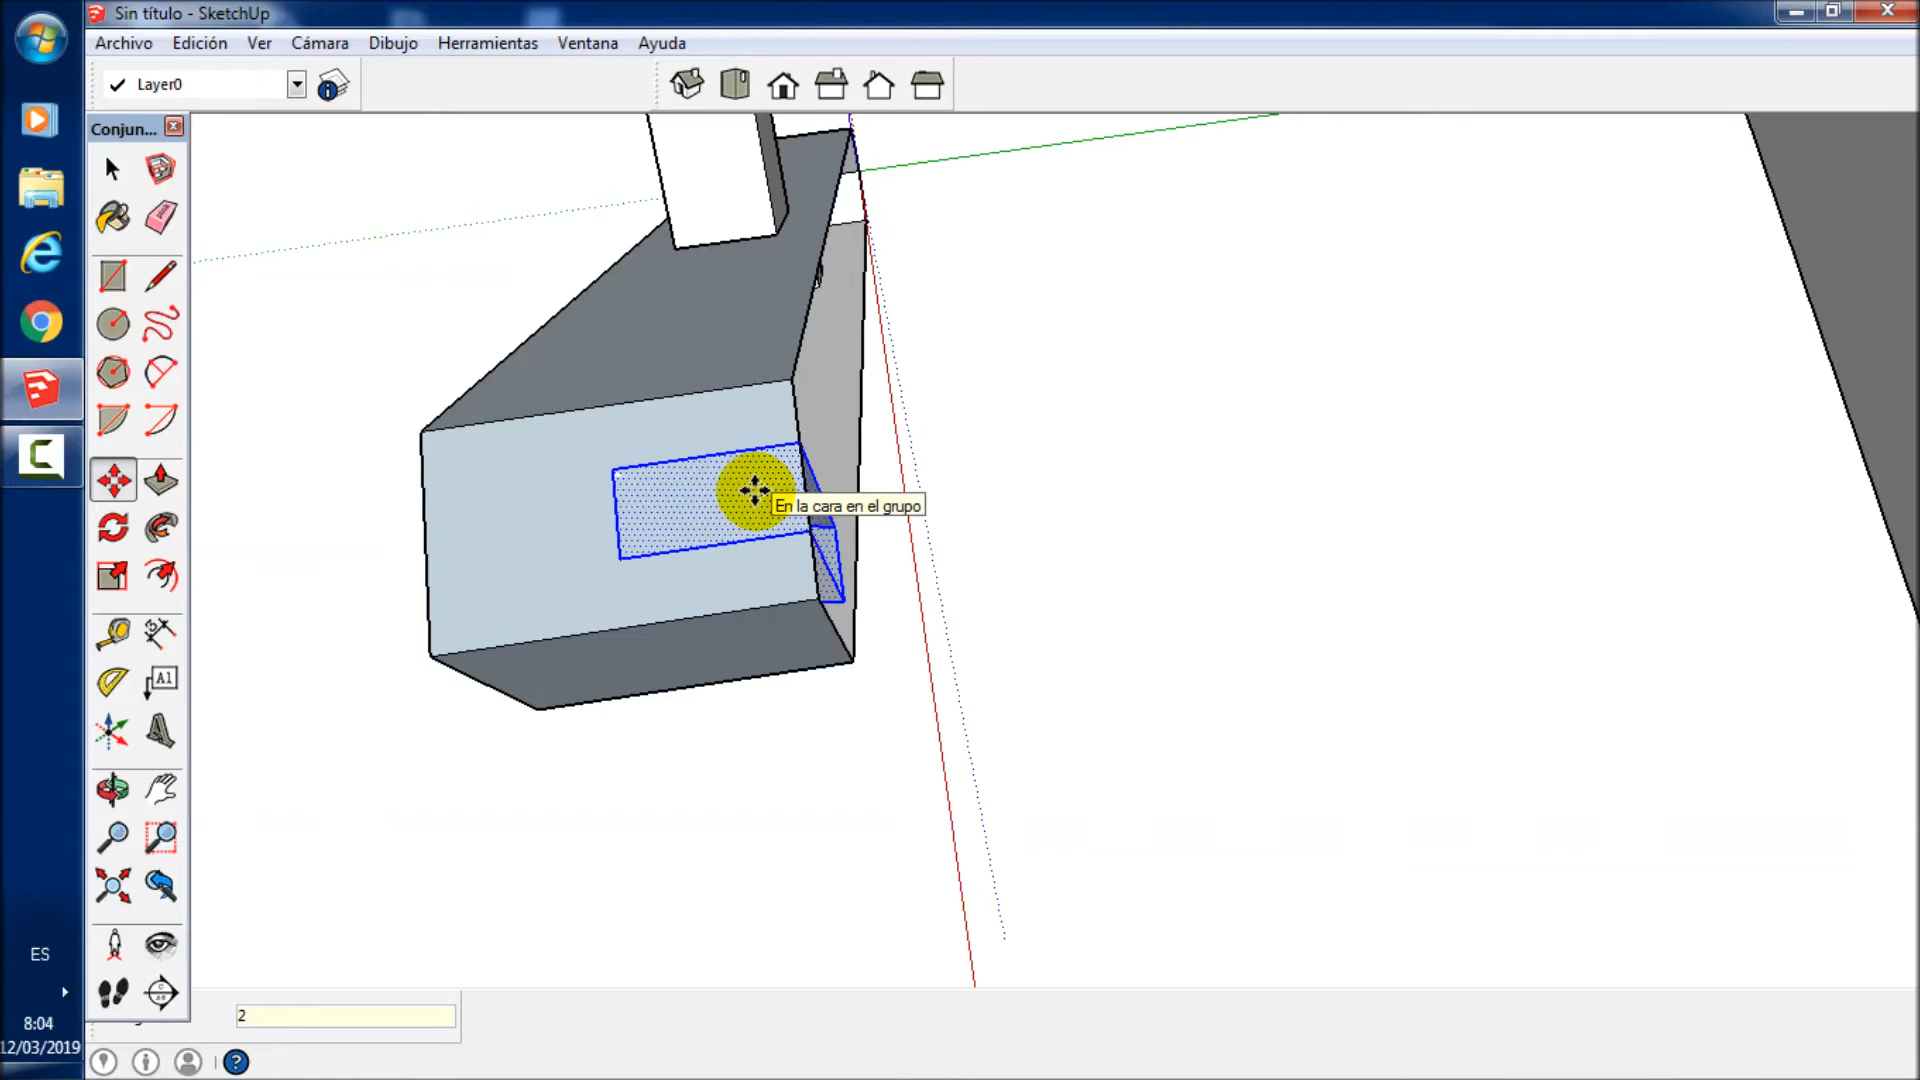 Sin título - SketchUp
Archivo Edición Ver Cámara Dibujo Herramientas Ventana Ayuda
Layer0
Conjun...
A1
En la cara en el grupo
2
ES
8:04
12/03/2019